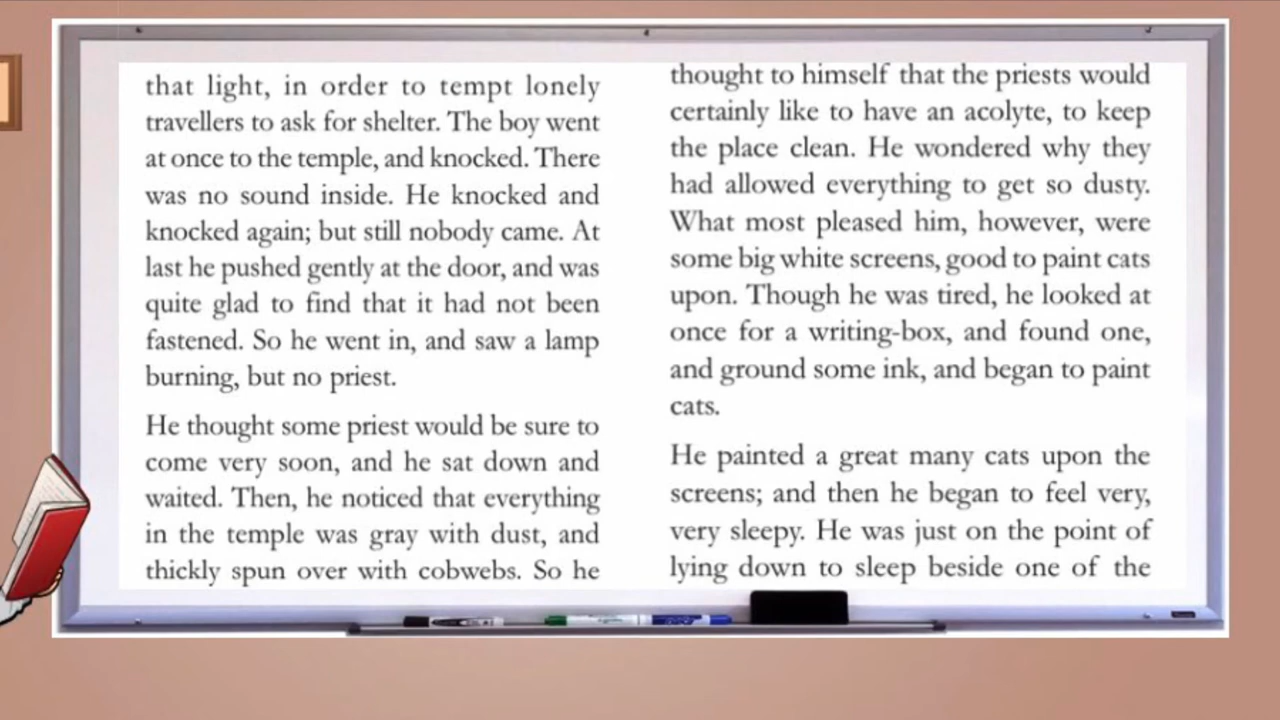 that light, in order to tempt lonely
travellers to ask for shelter. The boy went
at once to the temple, and knocked. There
was no sound inside. He knocked and
knocked again; but still nobody came. At
last he pushed gently at the door, and was
quite glad to find that it had not been
fastened. So he went in, and saw a lamp
burning, but no priest.
He thought some priest would be sure to
come very soon, and he sat down and
waited. Then, he noticed that everything
in the temple was gray with dust, and
thickly spun over with cobwebs. So he
thought to himself that the priests would
certainly like to have an acolyte, to keep
the place clean. He wondered why they
had allowed everything to get so dusty.
What most pleased him, however, were
some big white screens, good to paint cats
upon. Though he was tired, he looked at
once for a writing-box, and found one,
and ground some ink, and began to paint
cats.
He painted a great many cats upon the
screens; and then he began to feel very,
very sleepy. He was just on the point of
lying down to sleep beside one of the